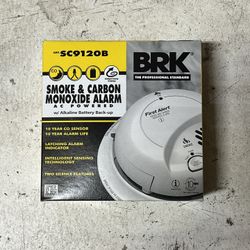 SC9120B
SMOKE & CARBON
MONOXIDE ALARM
AC POWERED
w/ Alkaline Battery Back-up
10 YEAR CO SENSOR
10 YEAR ALARM LIFE
LATCHING ALARM
INDICATOR
INTELLIGENT SENSING
TECHNOLOGY
TWO SILENCE FEATURES
BRK
THE PROFESSIONAL STANDARD
First Alert